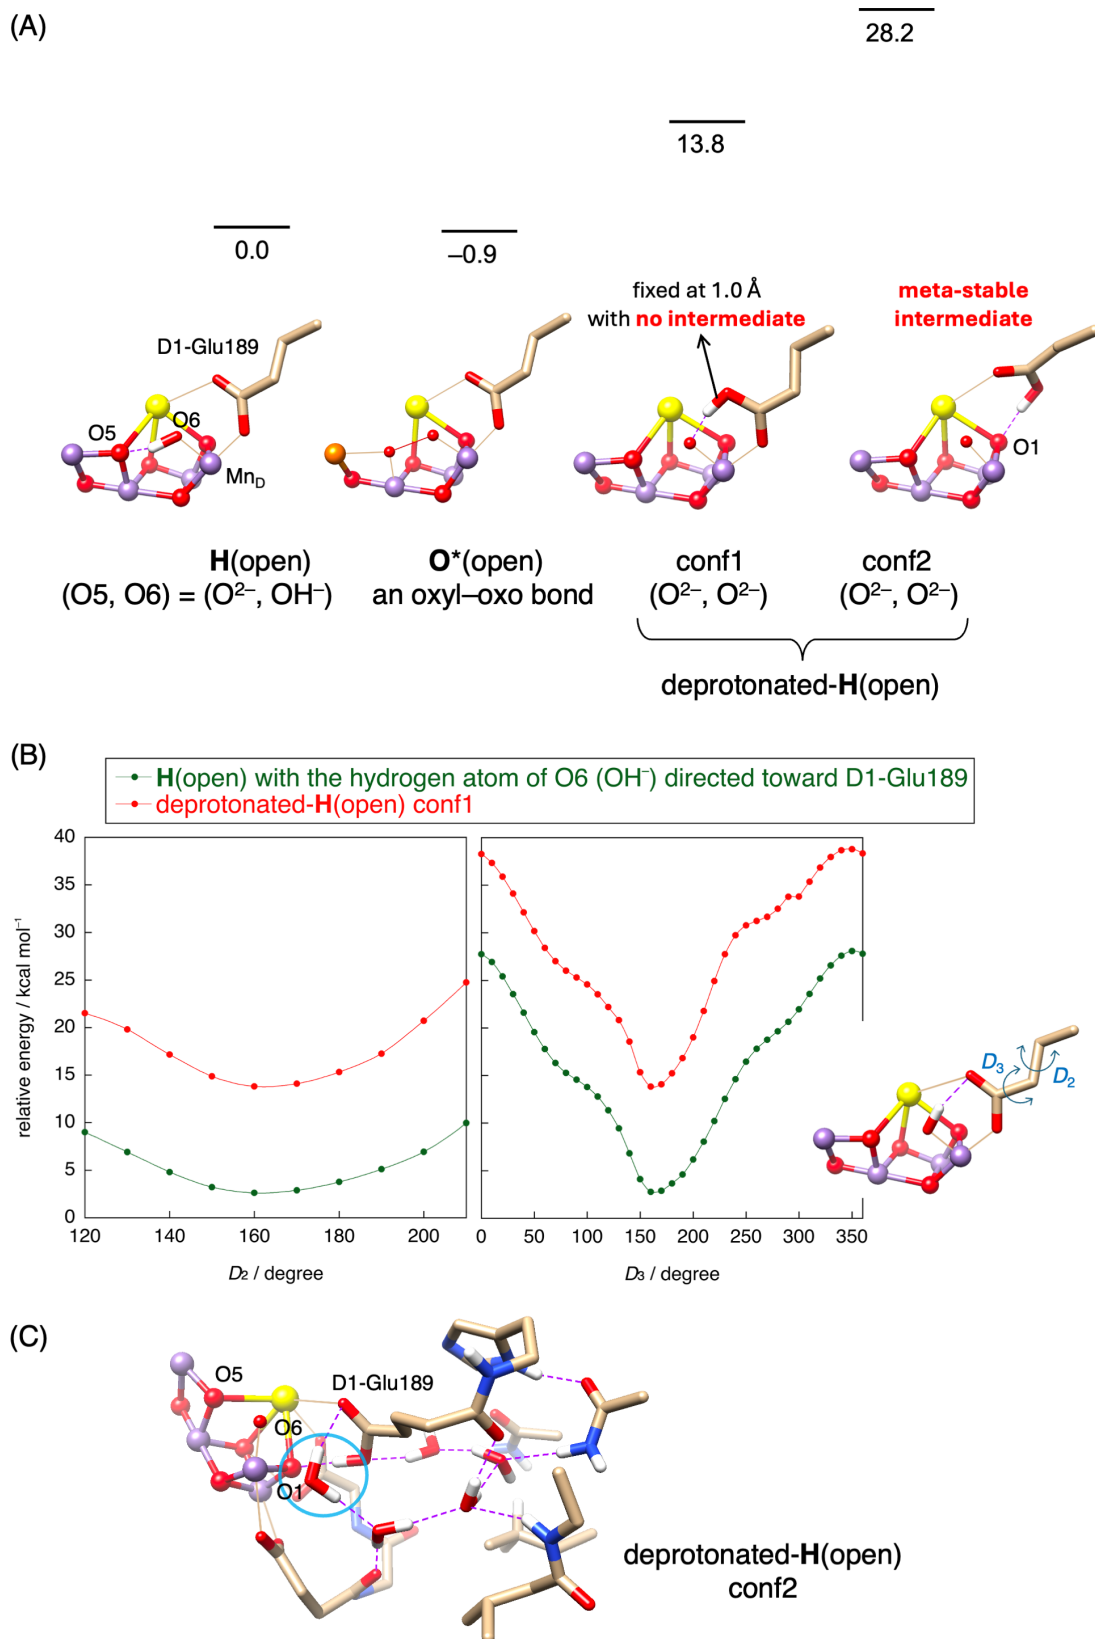 (A)
28.2
13.8
0.0
–0.9
fixed at 1.0 Å
with no intermediate
meta-stable
intermediate
D1-Glu189
O5
O6
MnD
O1
H(open)
(O5, O6) = (O²⁻, OH⁻)
O*(open)
an oxyl–oxo bond
conf1
(O²⁻, O²⁻)
conf2
(O²⁻, O²⁻)
deprotonated-H(open)
(B)
H(open) with the hydrogen atom of O6 (OH⁻) directed toward D1-Glu189
deprotonated-H(open) conf1
relative energy / kcal mol⁻¹
40
35
30
25
20
15
10
5
0
120 140 160 180 200
D₂ / degree
0 50 100 150 200 250 300 350
D₃ / degree
D₃
D₂
(C)
O5
D1-Glu189
O6
O1
deprotonated-H(open)
conf2